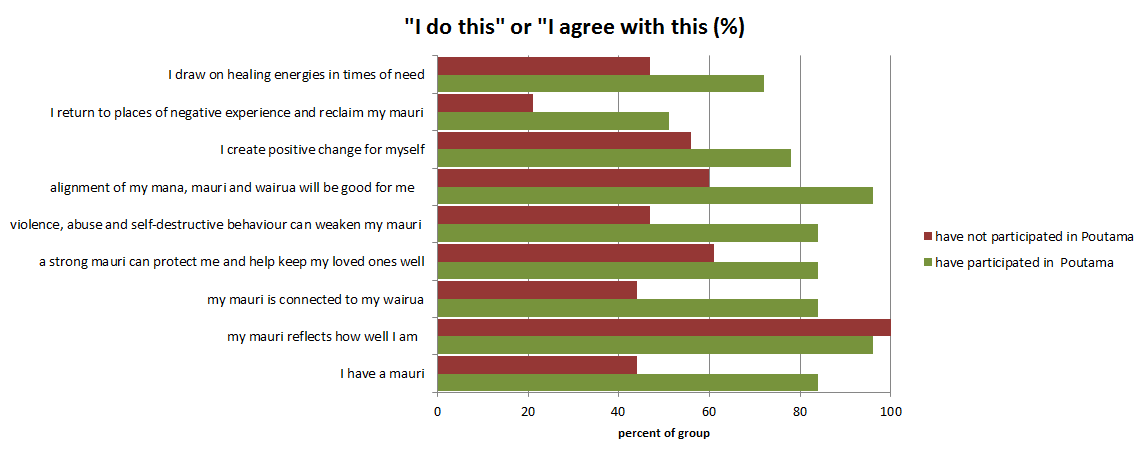 "I do this" or "I agree with this (%)
I draw on healing energies in times of need
I return to places of negative experience and reclaim my mauri
I create positive change for myself
alignment of my mana, mauri and wairua will be good for me
violence, abuse and self-destructive behaviour can weaken my mauri
a strong mauri can protect me and help keep my loved ones well
my mauri is connected to my wairua
my mauri reflects how well I am
I have a mauri
0 20 40 60 80 100
percent of group
have not participated in Poutama
have participated in Poutama